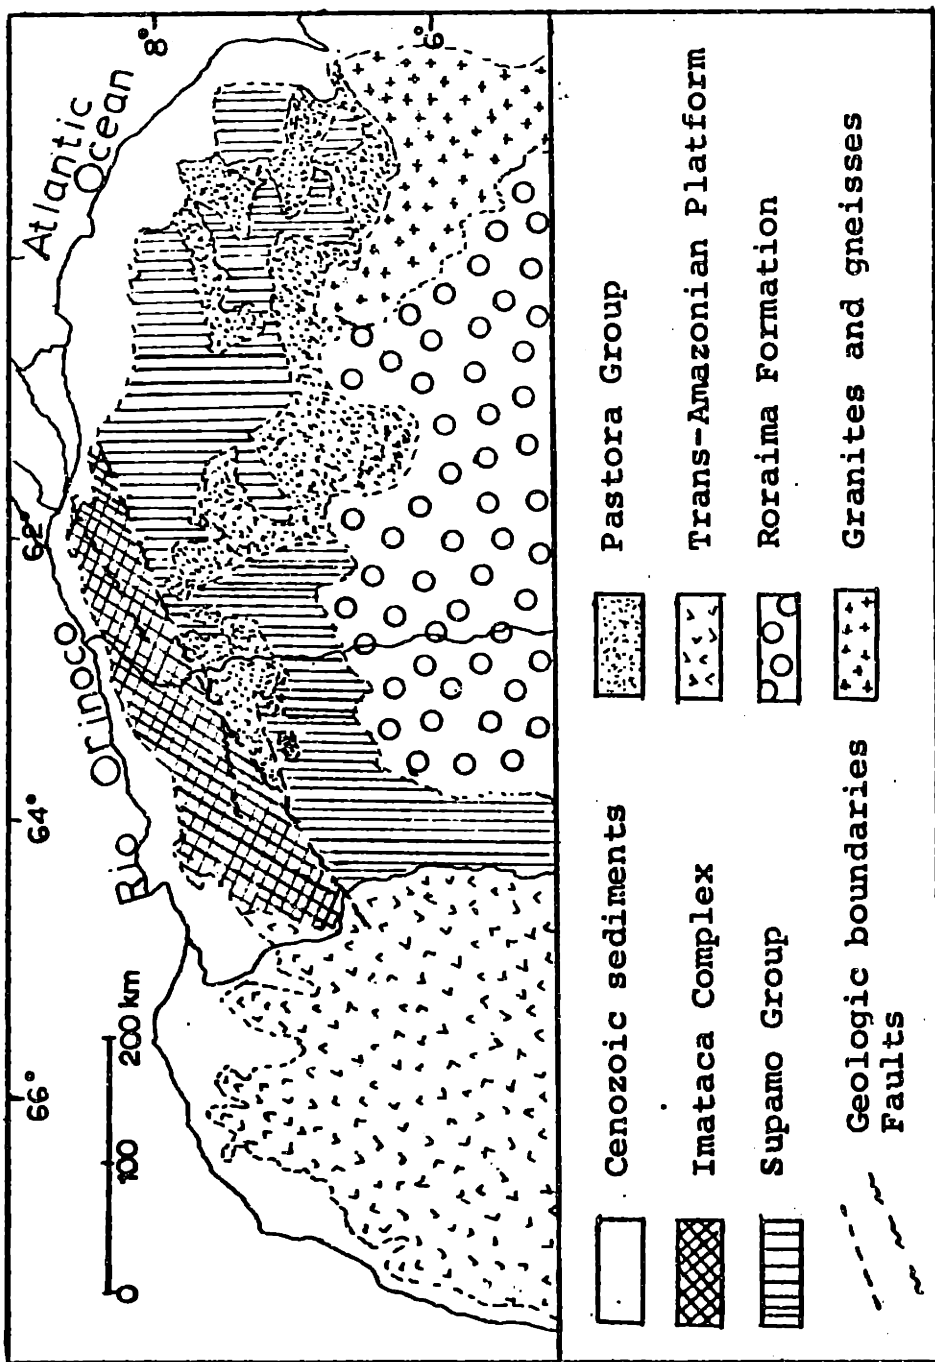 Atlantic
Ocean
8°
6°
62°
64°
66°
Rio Orinoco
0 100 200 km
Cenozoic sediments
Imataca Complex
Supamo Group
Geologic boundaries
Faults
Pastora Group
Trans-Amazonian Platform
Roraima Formation
Granites and gneisses